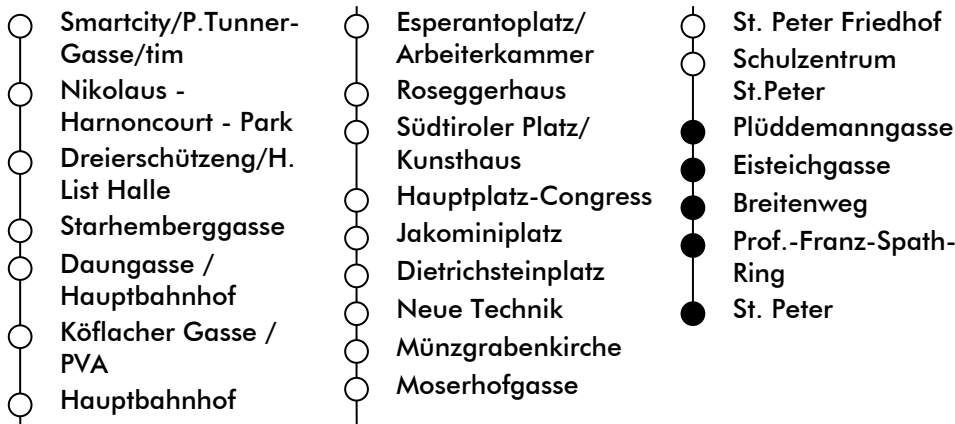 Smartcity/P.Tunner-
Gasse/tim
Nikolaus -
Harnoncourt - Park
Dreierschützeng/H.
List Halle
Starhemberggasse
Daungasse /
Hauptbahnhof
Köflacher Gasse /
PVA
Hauptbahnhof
Esperantoplatz/
Arbeiterkammer
Roseggerhaus
Südtiroler Platz/
Kunsthaus
Hauptplatz-Congress
Jakominiplatz
Dietrichsteinplatz
Neue Technik
Münzgrabenkirche
Moserhofgasse
St. Peter Friedhof
Schulzentrum
St.Peter
Plüddemanngasse
Eisteichgasse
Breitenweg
Prof.-Franz-Spath-
Ring
St. Peter